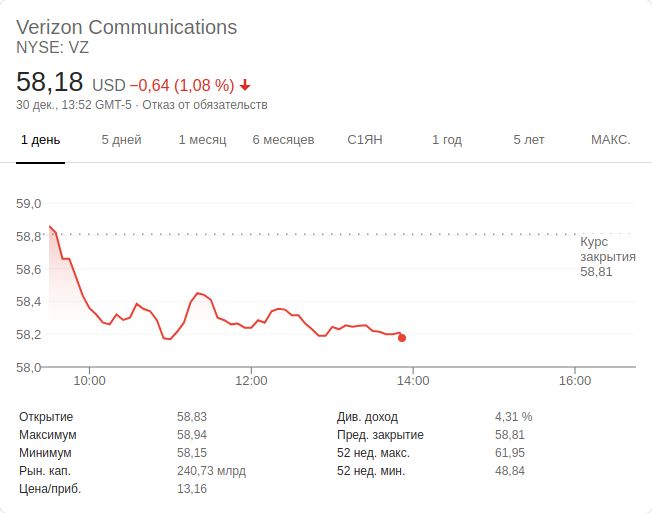 Verizon Communications
NYSE: VZ
58,18 USD −0,64 (1,08 %)
30 дек., 13:52 GMT-5 · Отказ от обязательств
1 день 5 дней 1 месяц 6 месяцев С1ЯН 1 год 5 лет МАКС.
59,0
58,8
Курс
закрытия
58,6
58,81
58,4
58,2
58,0
10:00 12:00 14:00 16:00
Открытие 58,83 Див. доход 4,31 %
Максимум 58,94 Пред. закрытие 58,81
Минимум 58,15 52 нед. макс. 61,95
Рын. кап. 240,73 млрд 52 нед. мин. 48,84
Цена/приб. 13,16